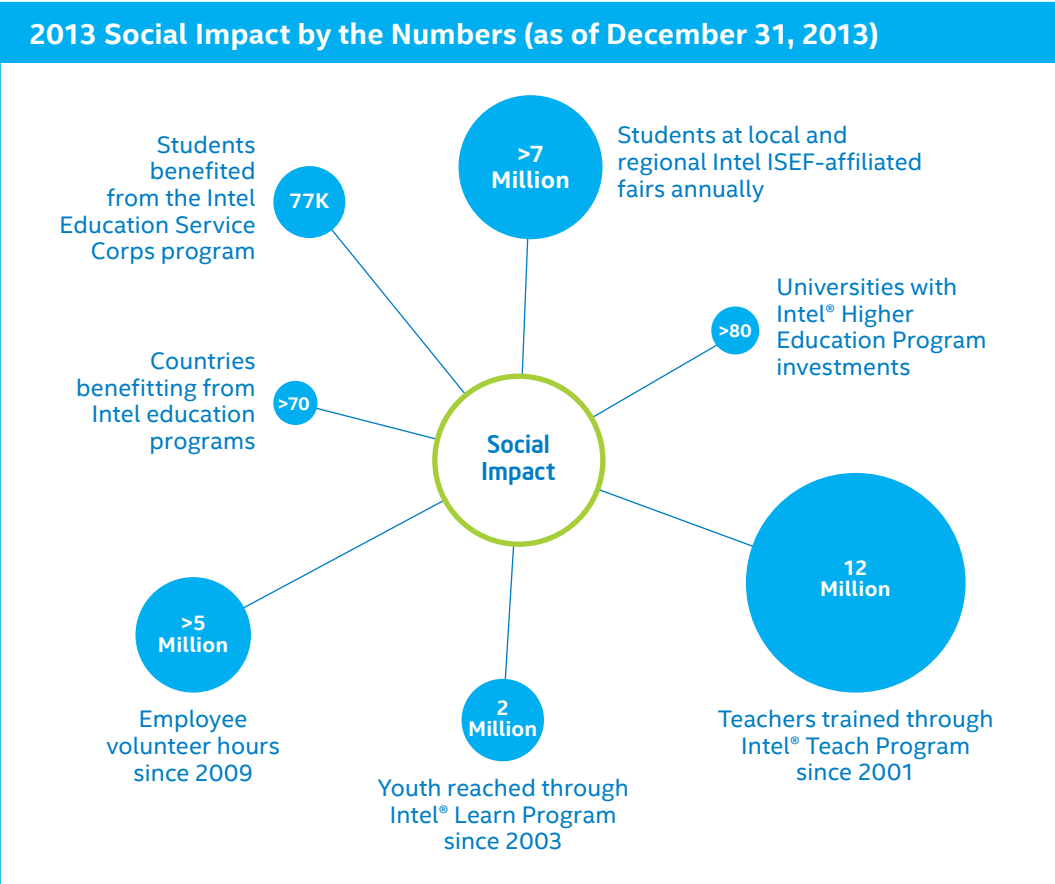 2013 Social Impact by the Numbers (as of December 31, 2013)
Students
benefited
from the Intel
Education Service
Corps program
77K
>7
Million
Students at local and
regional Intel ISEF-affiliated
fairs annually
>80
Universities with
Intel® Higher
Education Program
investments
Countries
benefitting from
Intel education
programs
>70
Social
Impact
12
Million
Teachers trained through
Intel® Teach Program
since 2001
>5
Million
Employee
volunteer hours
since 2009
2
Million
Youth reached through
Intel® Learn Program
since 2003